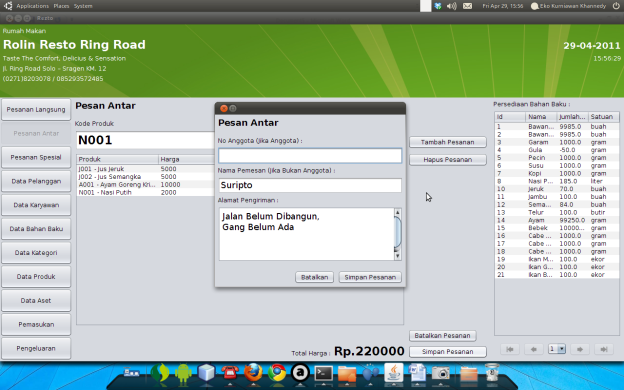 Applications Places System
Fri Apr 29, 15:56 Eko Kurniawan Khannedy
Resto
Rumah Makan
Rolin Resto Ring Road
Taste The Comfort, Delicius & Sensation
Jl. Ring Road Solo - Sragen KM. 12
(0271)8203078 / 085293572485
29-04-2011
15:56:29
Pesanan Langsung
Pesanan Antar
Pesanan Spesial
Data Pelanggan
Data Karyawan
Data Bahan Baku
Data Kategori
Data Produk
Data Aset
Pemasukan
Pengeluaran
Pesan Antar
Kode Produk
N001
Produk Harga
J001 - Jus Jeruk 5000
J002 - Jus Semangka 5000
A001 - Ayam Goreng Kri... 10000
N001 - Nasi Putih 2000
Pesan Antar
No Anggota (Jika Anggota) :
Nama Pemesan (Jika Bukan Anggota) :
Suripto
Alamat Pengiriman :
Jalan Belum Dibangun,
Gang Belum Ada
Batalkan Simpan Pesanan
Tambah Pesanan
Hapus Pesanan
Batalkan Pesanan
Total Harga : Rp.220000
Simpan Pesanan
Persediaan Bahan Baku :
Id Nama Jumlah... Satuan
1 Bawan... 9985.0 buah
2 Bawan... 9985.0 buah
3 Garam 1000.0 gram
4 Gula -50.0 gram
5 Pecin 1000.0 gram
6 Susu 1000.0 gram
7 Kopi 1000.0 gram
8 Nasi P... 185.0 liter
10 Jeruk 70.0 buah
11 Jambu 100.0 buah
12 Sema... 84.0 buah
13 Telur 100.0 butir
14 Ayam 99250.0 gram
15 Bebek 10000... gram
16 Cabe ... 1000.0 gram
17 Cabe ... 1000.0 gram
18 Cabe ... 1000.0 gram
19 Ikan M... 100.0 ekor
20 Ikan G... 100.0 ekor
21 Ikan B... 100.0 ekor
1